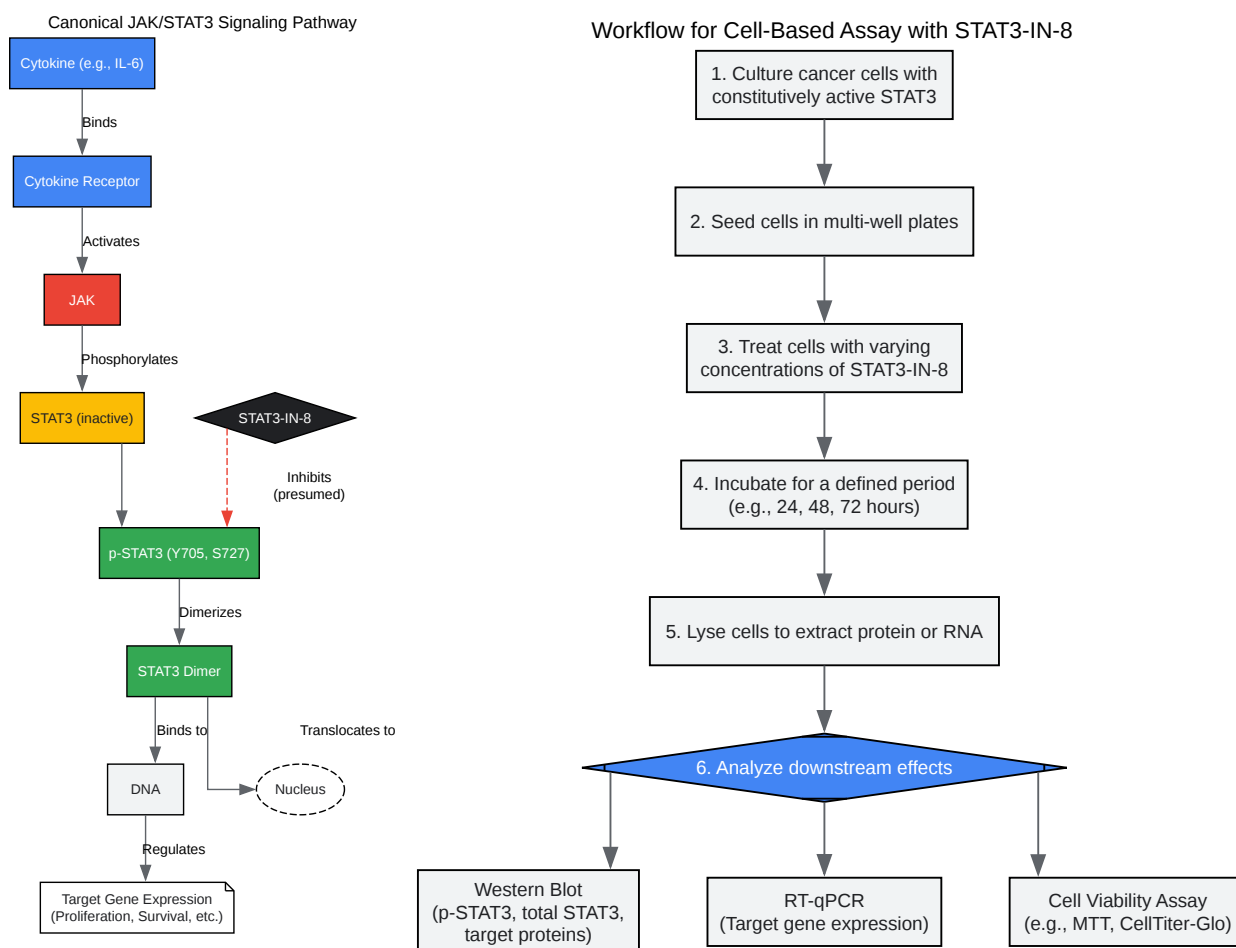 Canonical JAK/STAT3 Signaling Pathway
Cytokine (e.g., IL-6)
Binds
Cytokine Receptor
Activates
JAK
Phosphorylates
STAT3 (inactive)
STAT3-IN-8
Inhibits
(presumed)
p-STAT3 (Y705, S727)
Dimerizes
STAT3 Dimer
Binds to
Translocates to
DNA
Nucleus
Regulates
Target Gene Expression
(Proliferation, Survival, etc.)
Workflow for Cell-Based Assay with STAT3-IN-8
1. Culture cancer cells with
constitutively active STAT3
2. Seed cells in multi-well plates
3. Treat cells with varying
concentrations of STAT3-IN-8
4. Incubate for a defined period
(e.g., 24, 48, 72 hours)
5. Lyse cells to extract protein or RNA
6. Analyze downstream effects
Western Blot
(p-STAT3, total STAT3,
target proteins)
RT-qPCR
(Target gene expression)
Cell Viability Assay
(e.g., MTT, CellTiter-Glo)